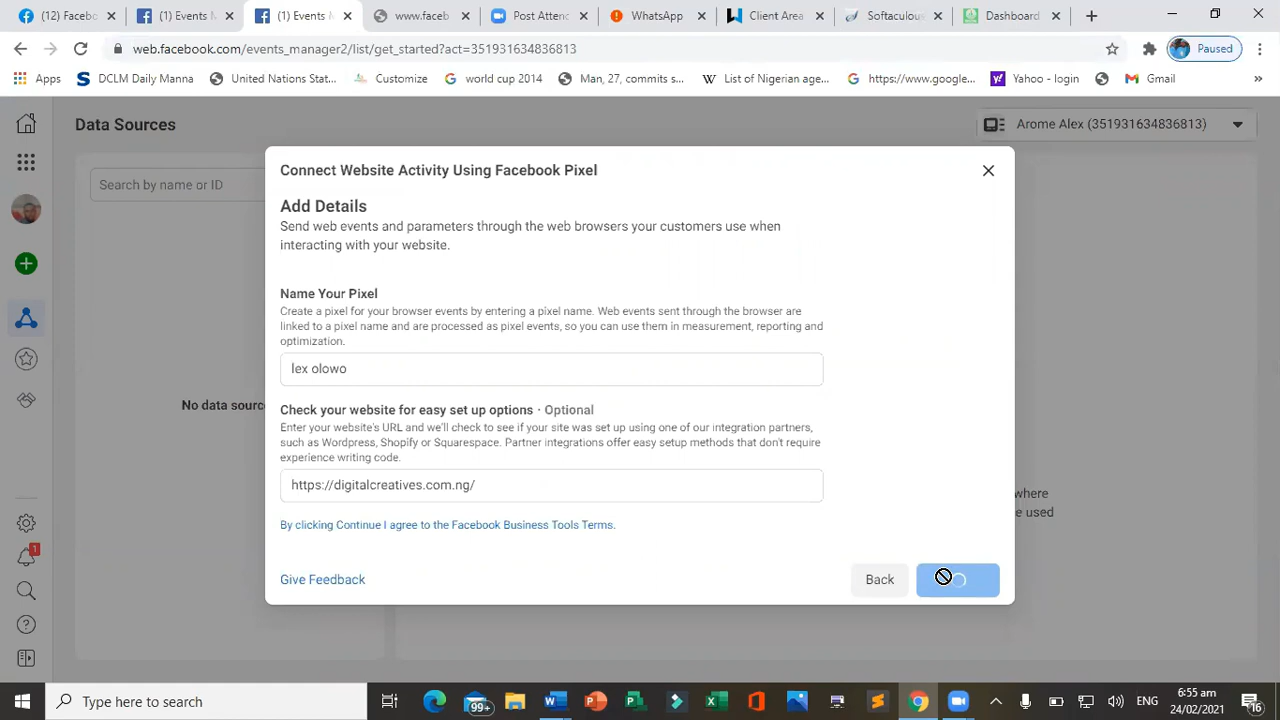 (12) Facebo
(1) Events M
(1) Events M
www.faceb
Post Attenc
WhatsApp
Client Area
Softaculous
Dashboard
web.facebook.com/events_manager2/list/get_started?act=351931634836813
Paused
Apps
DCLM Daily Manna
United Nations Stat...
Customize
world cup 2014
Man, 27, commits s...
List of Nigerian age...
https://www.google...
Yahoo - login
Gmail
»
Data Sources
Arome Alex (351931634836813)
Search by name or ID
Connect Website Activity Using Facebook Pixel
Add Details
Send web events and parameters through the web browsers your customers use when
interacting with your website.
Name Your Pixel
Create a pixel for your browser events by entering a pixel name. Web events sent through the browser are
linked to a pixel name and are processed as pixel events, so you can use them in measurement, reporting and
optimization.
lex olowo
No data sourc
Check your website for easy set up options · Optional
Enter your website's URL and we'll check to see if your site was set up using one of our integration partners,
such as Wordpress, Shopify or Squarespace. Partner integrations offer easy setup methods that don't require
experience writing code.
https://digitalcreatives.com.ng/
where
e used
By clicking Continue I agree to the Facebook Business Tools Terms.
Give Feedback
Back
1
Type here to search
99+
ENG
6:55 am
24/02/2021
16